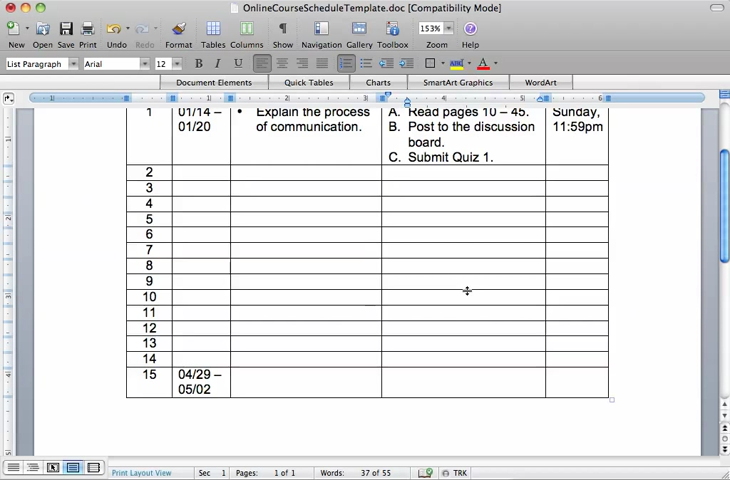 OnlineCourseScheduleTemplate.doc [Compatibility Mode]
New Open Save Print Undo Redo Format Tables Columns Show Navigation Gallery Toolbox Zoom Help
153%
List Paragraph Arial 12 B I U
Document Elements Quick Tables Charts SmartArt Graphics WordArt
1 01/14 – • Explain the process A. Read pages 10 – 45. Sunday,
01/20 of communication. B. Post to the discussion 11:59pm
board.
C. Submit Quiz 1.
2
3
4
5
6
7
8
9
10
11
12
13
14
15 04/29 –
05/02
Print Layout View Sec 1 Pages: 1 of 1 Words: 37 of 55 TRK